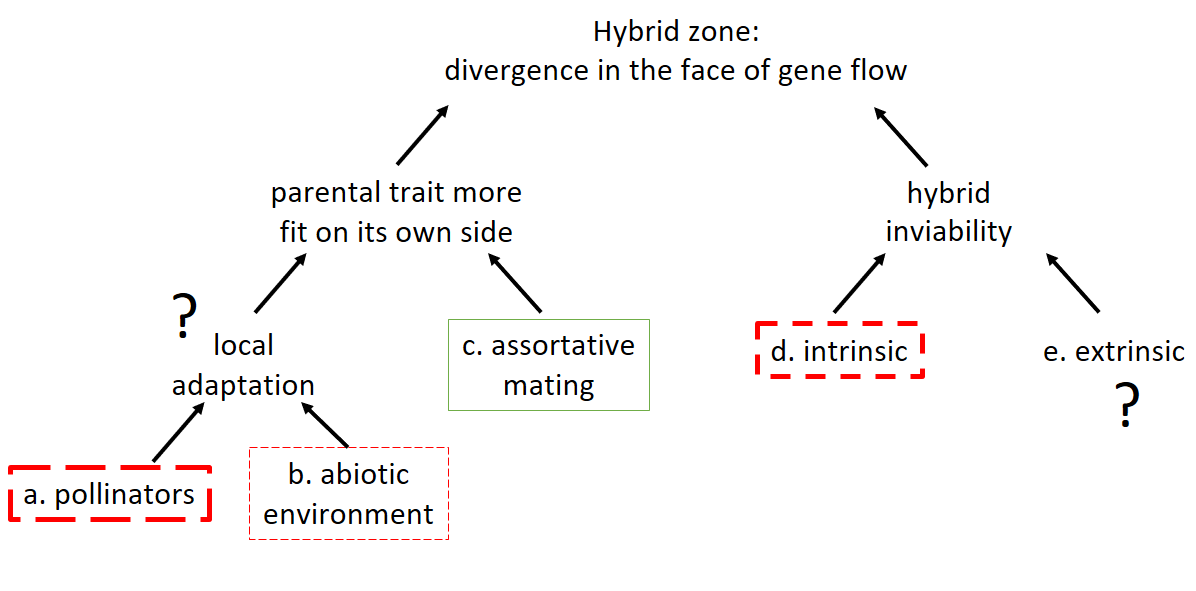 Hybrid zone:
divergence in the face of gene flow
parental trait more
fit on its own side
hybrid
inviability
?
local
adaptation
c. assortative
mating
d. intrinsic
e. extrinsic
?
a. pollinators
b. abiotic
environment